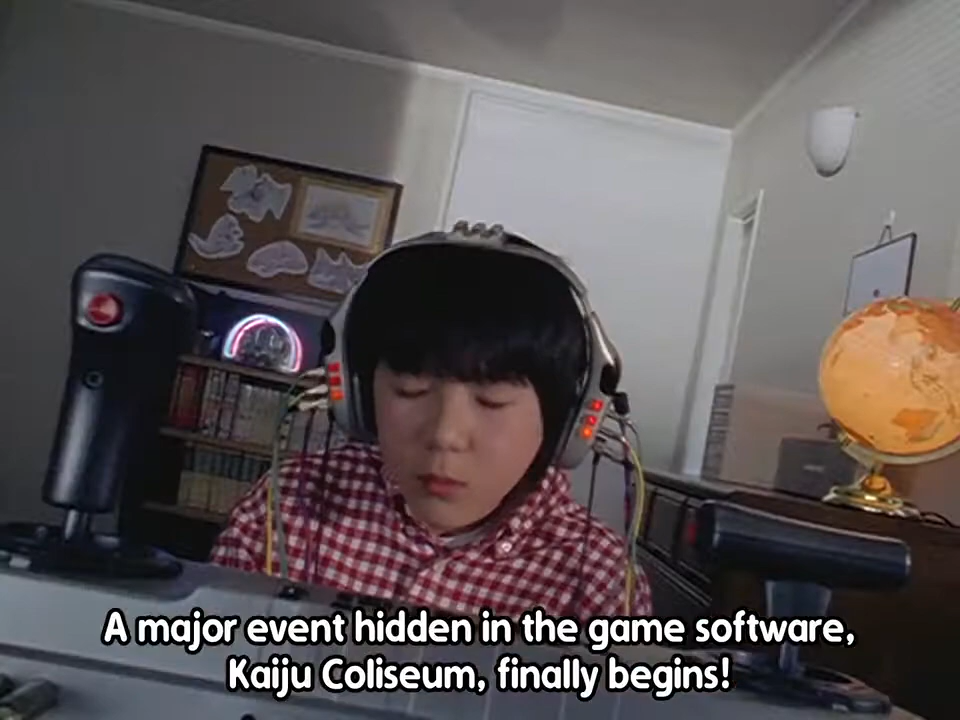 A major event hidden in the game software,
Kaiju Coliseum, finally begins!